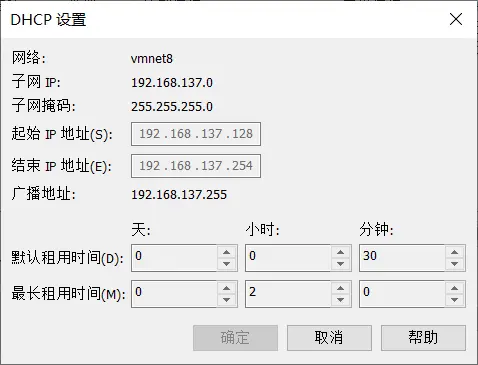 DHCP 设置
网络: vmnet8
子网 IP: 192.168.137.0
子网掩码: 255.255.255.0
起始 IP 地址(S): 192 . 168 . 137 . 128
结束 IP 地址(E): 192 . 168 . 137 . 254
广播地址: 192.168.137.255
天: 小时: 分钟:
默认租用时间(D): 0 0 30
最长租用时间(M): 0 2 0
确定 取消 帮助